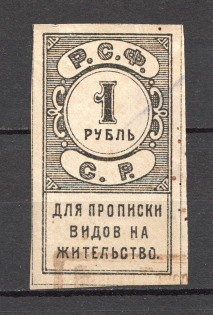 Р.С.Ф.
1
РУБЛЬ
С. Р.
ДЛЯ ПРОПИСКИ
ВИДОВ НА
ЖИТЕЛЬСТВО.